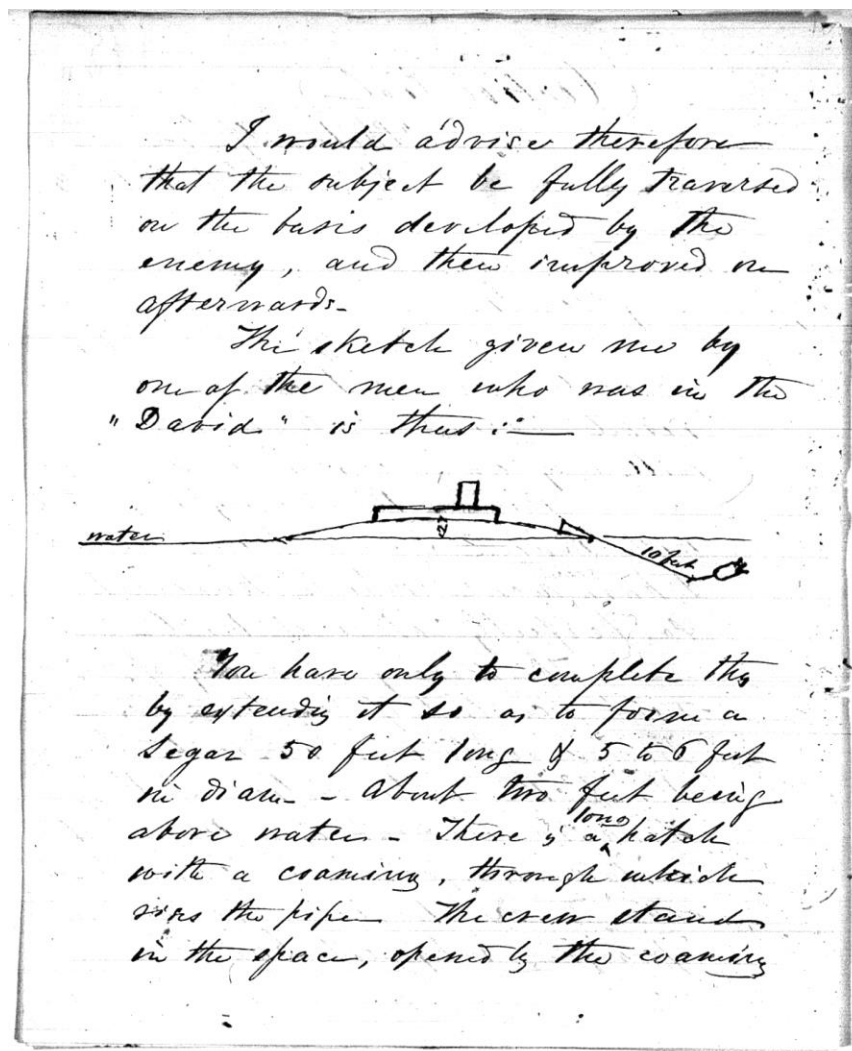 I would advise therefore
that the subject be fully traversed
on the basis developed by the
enemy, and then improved on
afterwards-
The sketch given me by
one of the men who was in the
"David" is thus:—
water
2
10 feet
You have only to complete this
by extending it so as to form a
Segar 50 feet long & 5 to 6 feet
in diam - About two feet being
above water - There is a long hatch
with a coaming, through which
rises the pipe The crew stand
in the space, opened by the coaming